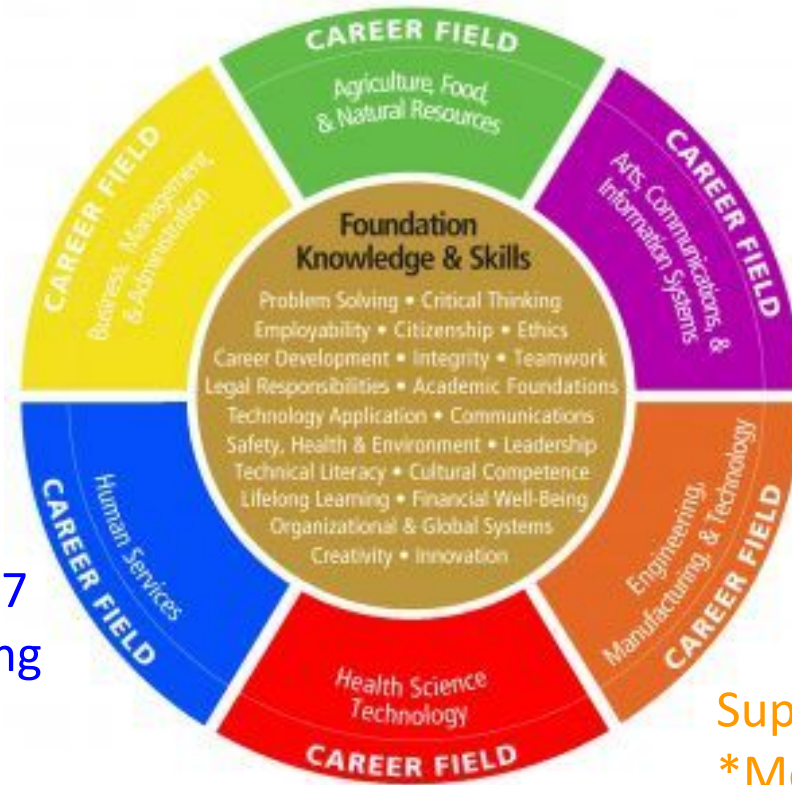 CAREER FIELD
Agriculture, Food,
& Natural Resources
CAREER FIELD
Arts, Communications, &
Information Systems
CAREER FIELD
Business, Management
& Administration
Foundation
Knowledge & Skills
Problem Solving • Critical Thinking
Employability • Citizenship • Ethics
Career Development • Integrity • Teamwork
Legal Responsibilities • Academic Foundations
Technology Application • Communications
Safety, Health & Environment • Leadership
Technical Literacy • Cultural Competence
Lifelong Learning • Financial Well-Being
Organizational & Global Systems
Creativity • Innovation
CAREER FIELD
Human Services
Engineering,
Manufacturing, & Technology
CAREER FIELD
7
ng
Health Science
Technology
CAREER FIELD
Sup
*Mo